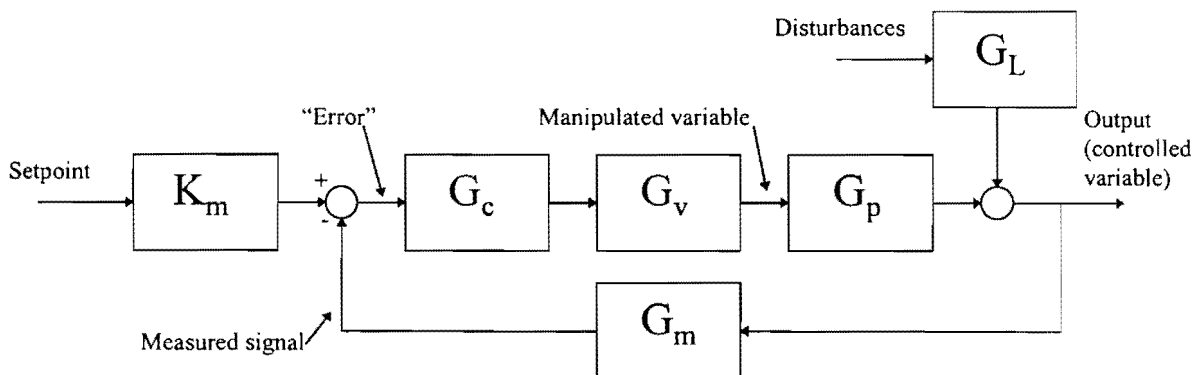 Disturbances
G_L
"Error"
Manipulated variable
Output
(controlled
variable)
Setpoint
K_m
+
-
G_c
G_v
G_p
Measured signal
G_m